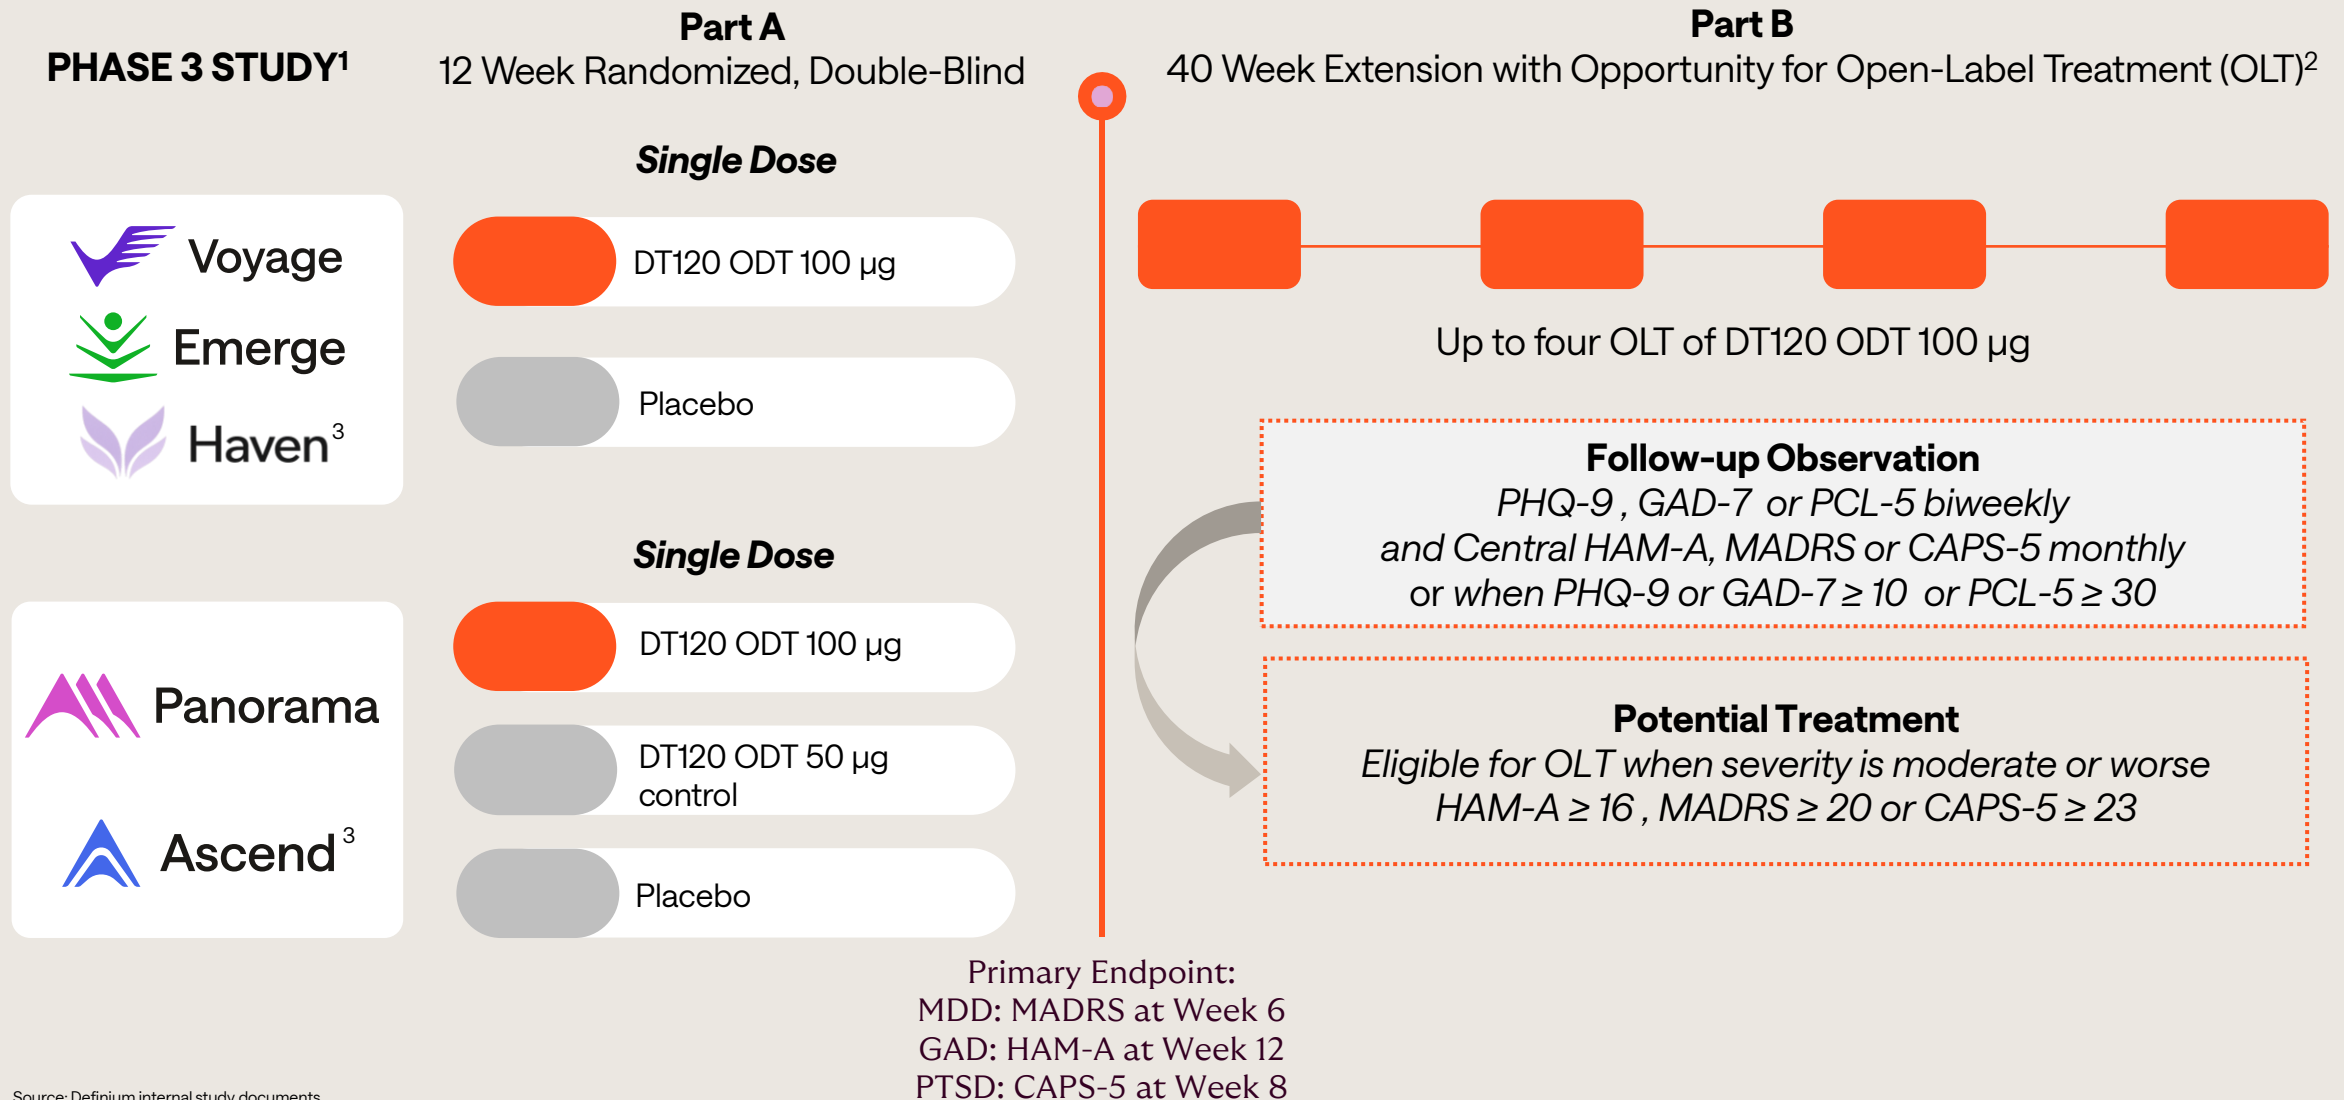 PHASE 3 STUDY¹
Part A
12 Week Randomized, Double-Blind
Part B
40 Week Extension with Opportunity for Open-Label Treatment (OLT)²
Voyage
Emerge
Haven³
Single Dose
DT120 ODT 100 µg
Placebo
Panorama
Ascend³
Single Dose
DT120 ODT 100 µg
DT120 ODT 50 µg
control
Placebo
Up to four OLT of DT120 ODT 100 µg
Follow-up Observation
PHQ-9 , GAD-7 or PCL-5 biweekly
and Central HAM-A, MADRS or CAPS-5 monthly
or when PHQ-9 or GAD-7 ≥ 10 or PCL-5 ≥ 30
Potential Treatment
Eligible for OLT when severity is moderate or worse
HAM-A ≥ 16 , MADRS ≥ 20 or CAPS-5 ≥ 23
Primary Endpoint:
MDD: MADRS at Week 6
GAD: HAM-A at Week 12
PTSD: CAPS-5 at Week 8
Source: Definium internal study documents